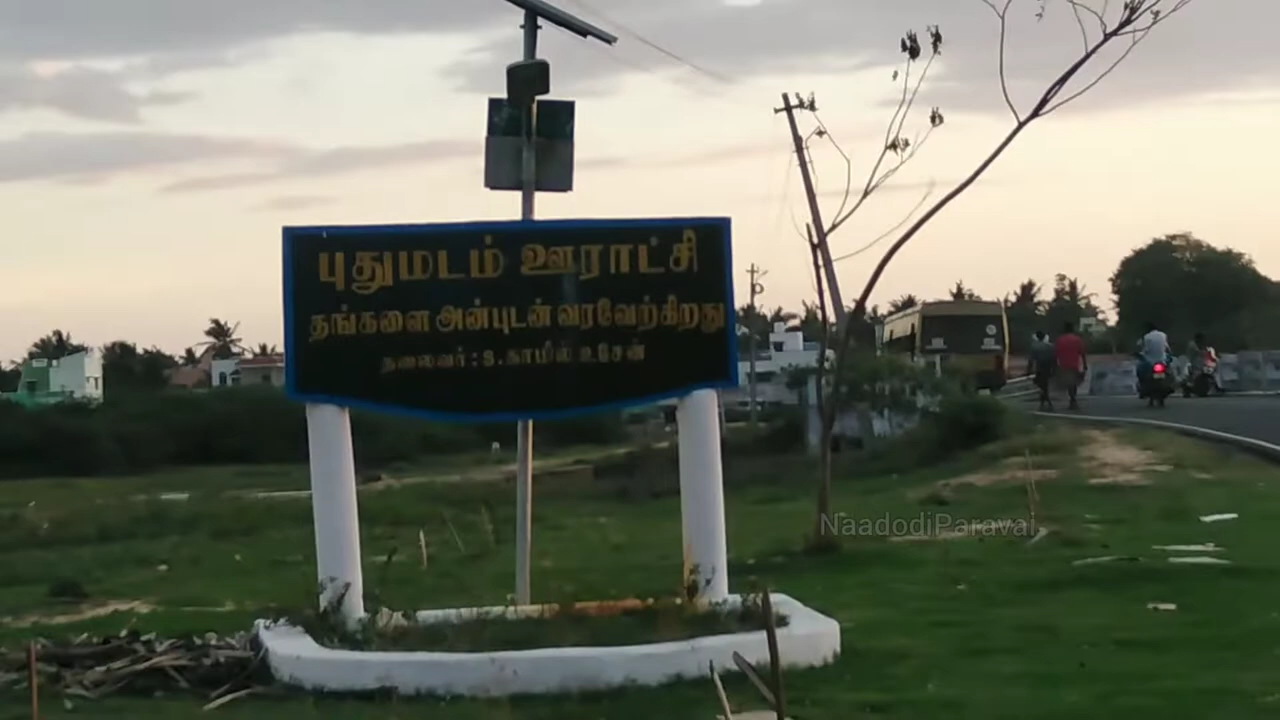 புதுமடம் ஊராட்சி
தங்களை அன்புடன் வரவேற்கிறது
தலைவர் : S. காமில் உசேன்
NaadodiParavai